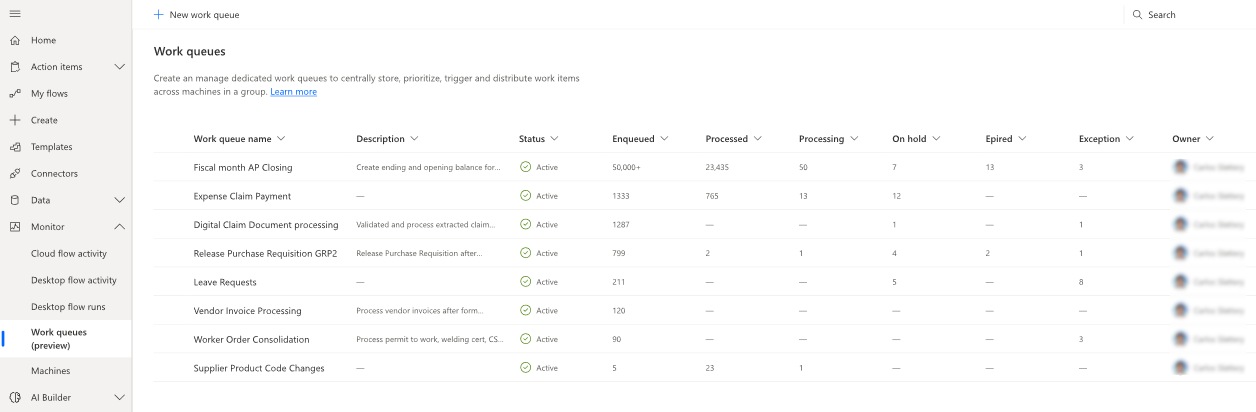 New work queue
Search
Home
Action items
My flows
Create
Templates
Connectors
Data
Monitor
Cloud flow activity
Desktop flow activity
Desktop flow runs
Work queues
(preview)
Machines
AI Builder
Work queues
Create an manage dedicated work queues to centrally store, prioritize, trigger and distribute work items
across machines in a group. Learn more
Work queue name Description Status Enqueued Processed Processing On hold Epired Exception Owner
Fiscal month AP Closing Create ending and opening balance for... Active 50,000+ 23,435 50 7 13 3
Expense Claim Payment — Active 1333 765 13 12 — —
Digital Claim Document processing Validated and process extracted claim... Active 1287 — — 1 — 1
Release Purchase Requisition GRP2 Release Purchase Requisition after... Active 799 2 1 4 2 1
Leave Requests — Active 211 — — 5 — 8
Vendor Invoice Processing Process vendor invoices after form... Active 120 — — — — —
Worker Order Consolidation Process permit to work, welding cert, CS... Active 90 — — — — 3
Supplier Product Code Changes — Active 5 23 1 — — —